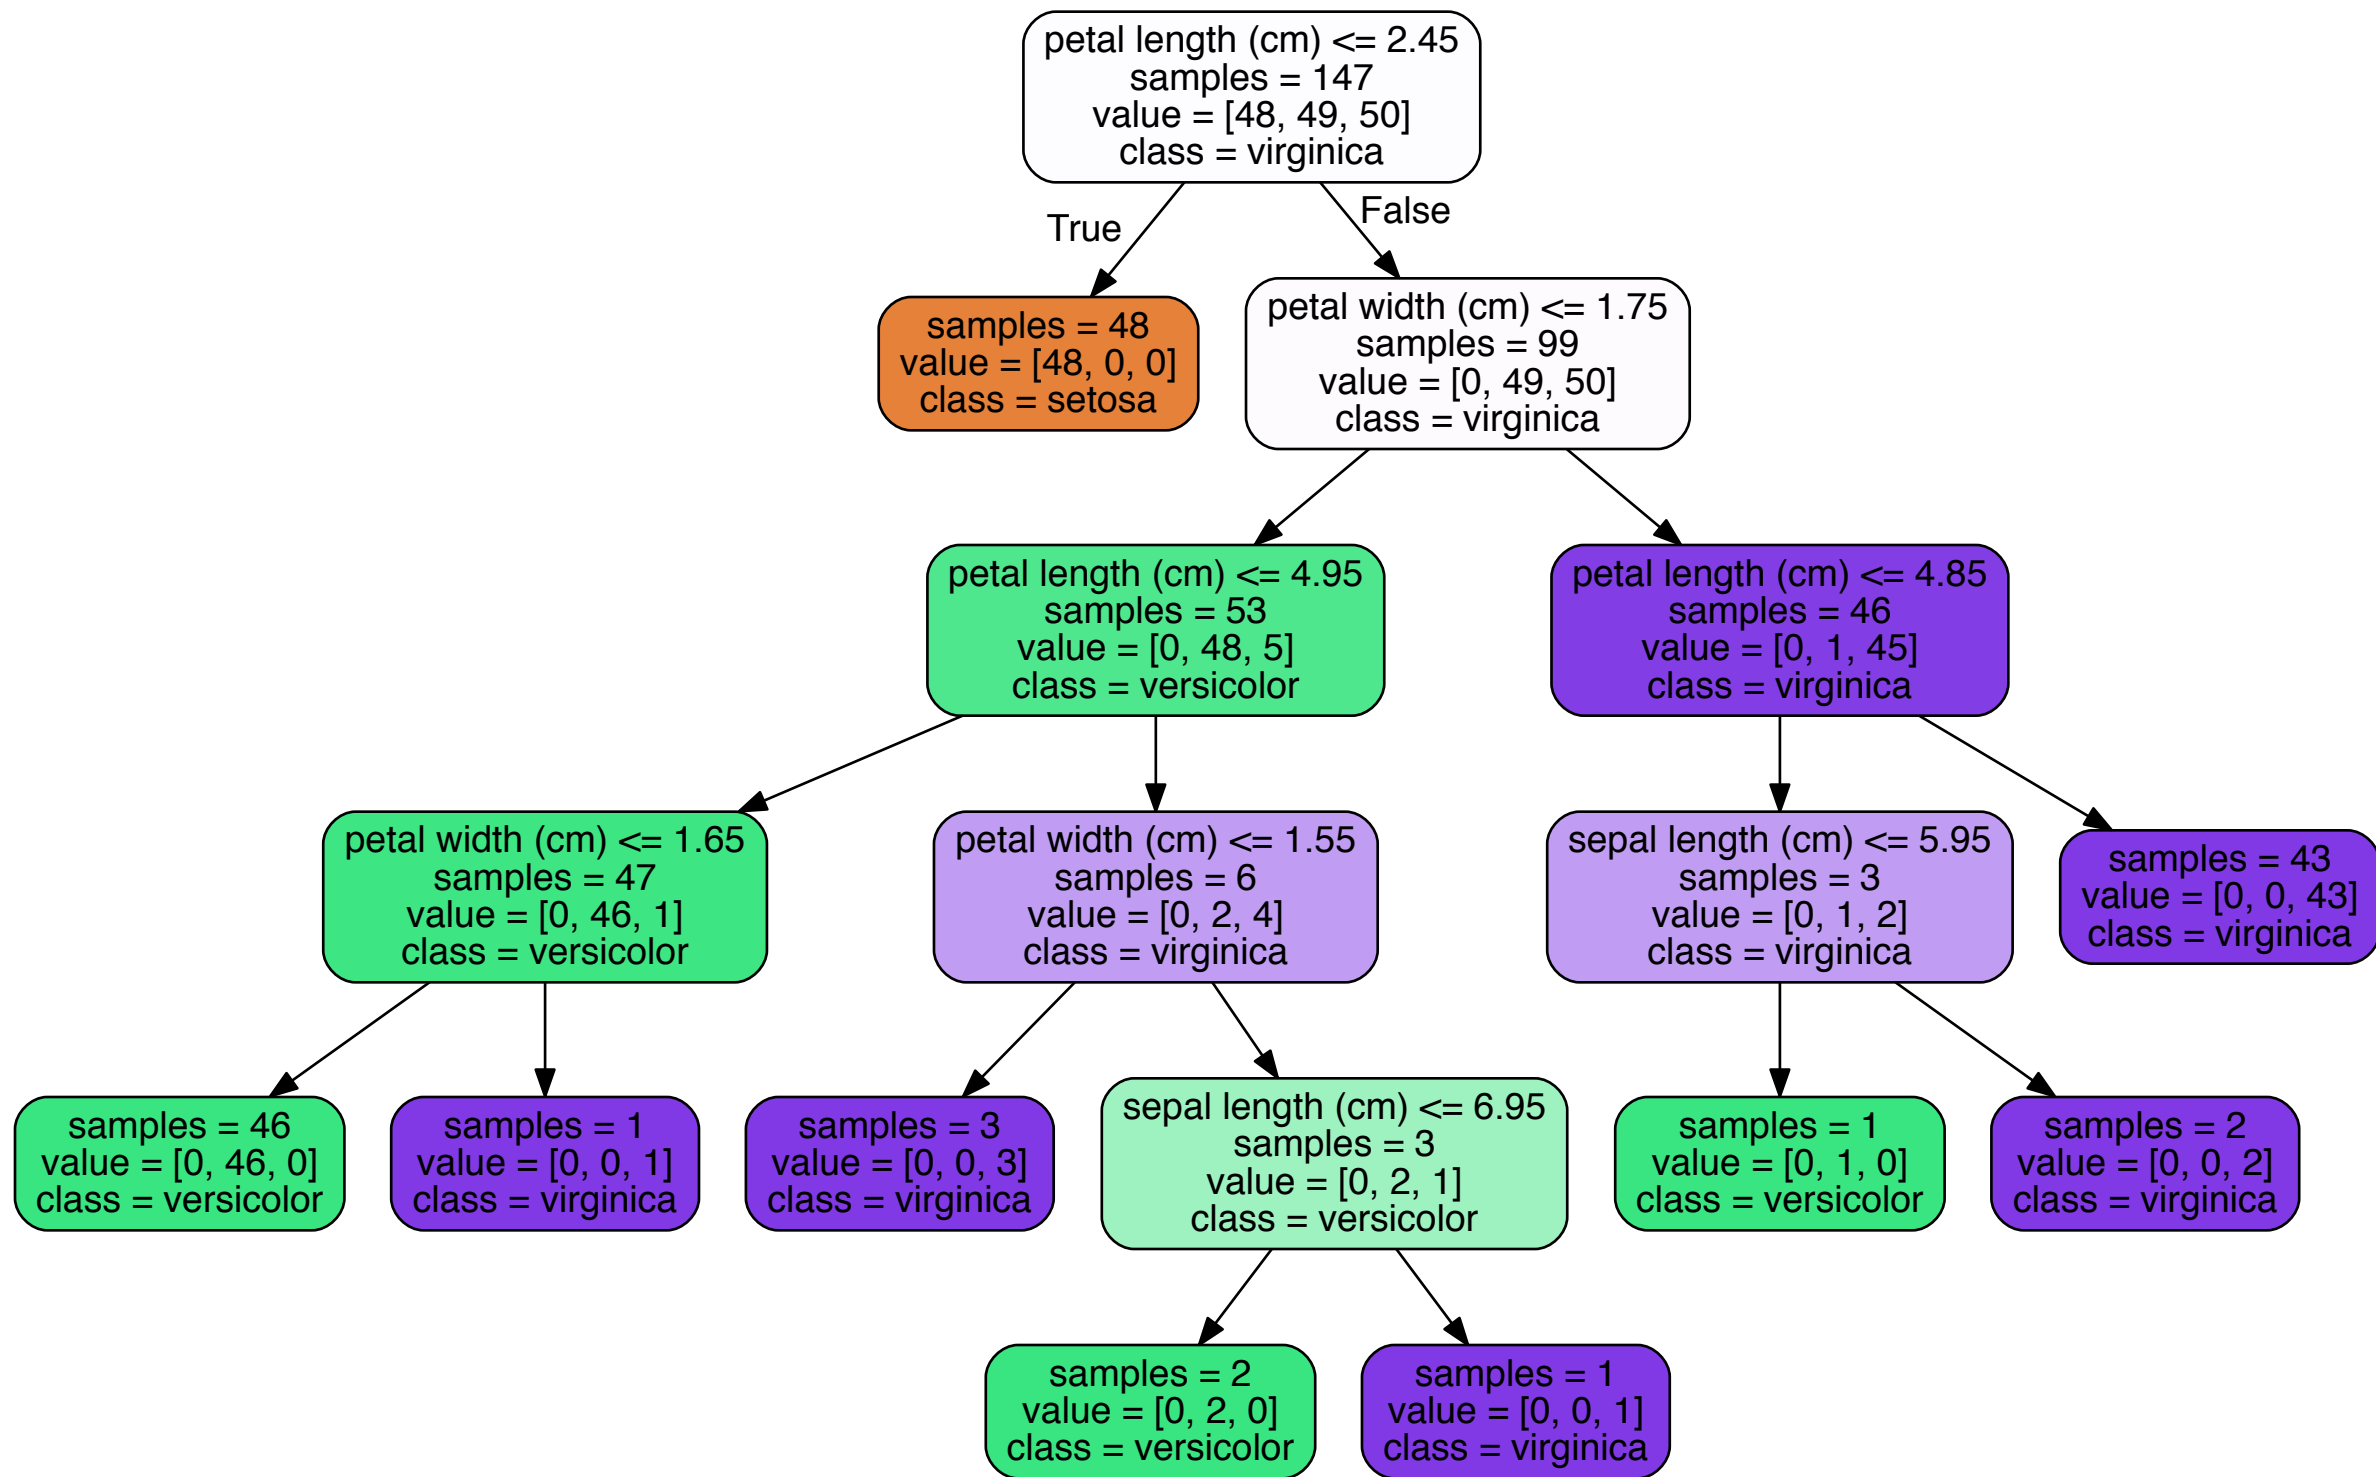 petal length (cm) <= 2.45
samples = 147
value = [48, 49, 50]
class = virginica
True
False
samples = 48
value = [48, 0, 0]
class = setosa
petal width (cm) <= 1.75
samples = 99
value = [0, 49, 50]
class = virginica
petal length (cm) <= 4.95
samples = 53
value = [0, 48, 5]
class = versicolor
petal length (cm) <= 4.85
samples = 46
value = [0, 1, 45]
class = virginica
petal width (cm) <= 1.65
samples = 47
value = [0, 46, 1]
class = versicolor
petal width (cm) <= 1.55
samples = 6
value = [0, 2, 4]
class = virginica
sepal length (cm) <= 5.95
samples = 3
value = [0, 1, 2]
class = virginica
samples = 43
value = [0, 0, 43]
class = virginica
samples = 46
value = [0, 46, 0]
class = versicolor
samples = 1
value = [0, 0, 1]
class = virginica
samples = 3
value = [0, 0, 3]
class = virginica
sepal length (cm) <= 6.95
samples = 3
value = [0, 2, 1]
class = versicolor
samples = 1
value = [0, 1, 0]
class = versicolor
samples = 2
value = [0, 0, 2]
class = virginica
samples = 2
value = [0, 2, 0]
class = versicolor
samples = 1
value = [0, 0, 1]
class = virginica